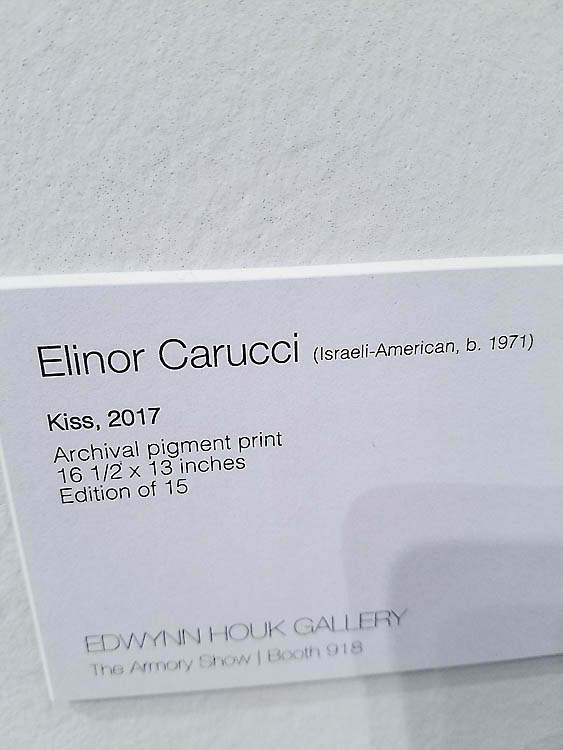 Elinor Carucci (Israeli-American, b. 1971)
Kiss, 2017
Archival pigment print
16 1/2 x 13 inches
Edition of 15
EDWYNN HOUK GALLERY
The Armory Show | Booth 918